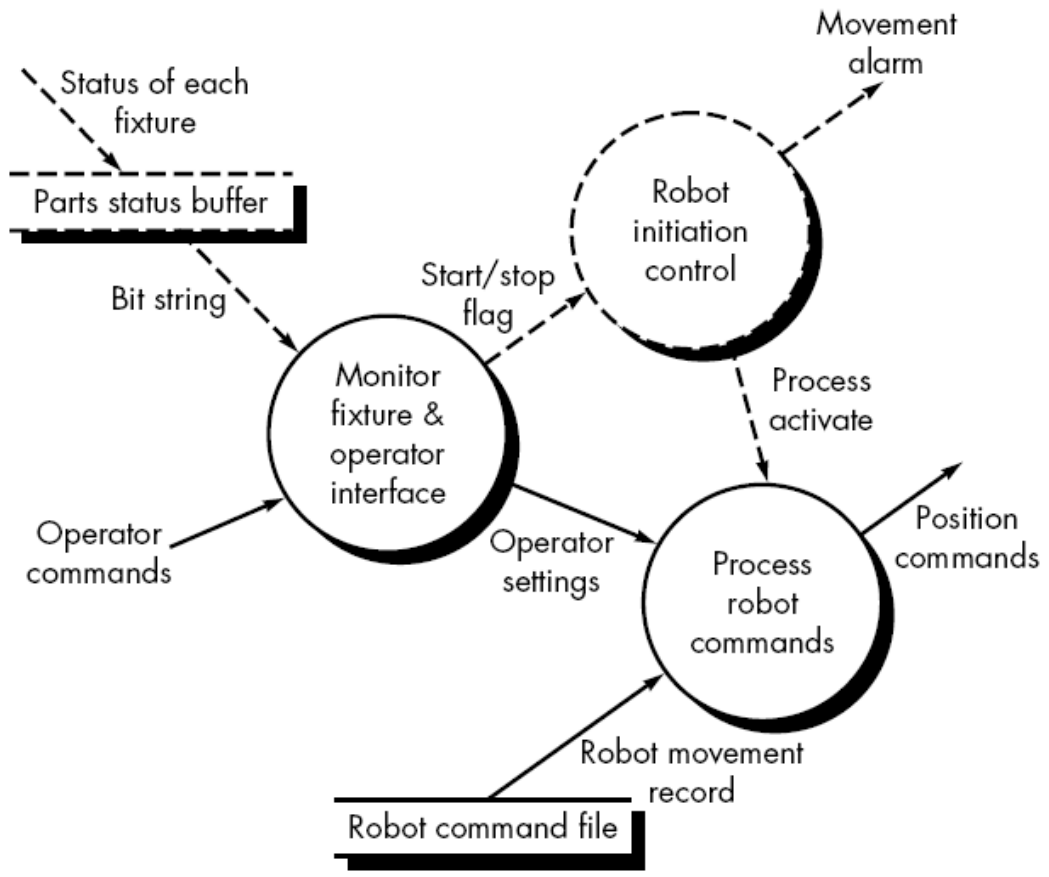 Movement
alarm
Status of each
fixture
Parts status buffer
Robot
initiation
control
Start/stop
flag
Bit string
Monitor
fixture &
operator
interface
Process
activate
Operator
commands
Operator
settings
Position
commands
Process
robot
commands
Robot movement
record
Robot command file